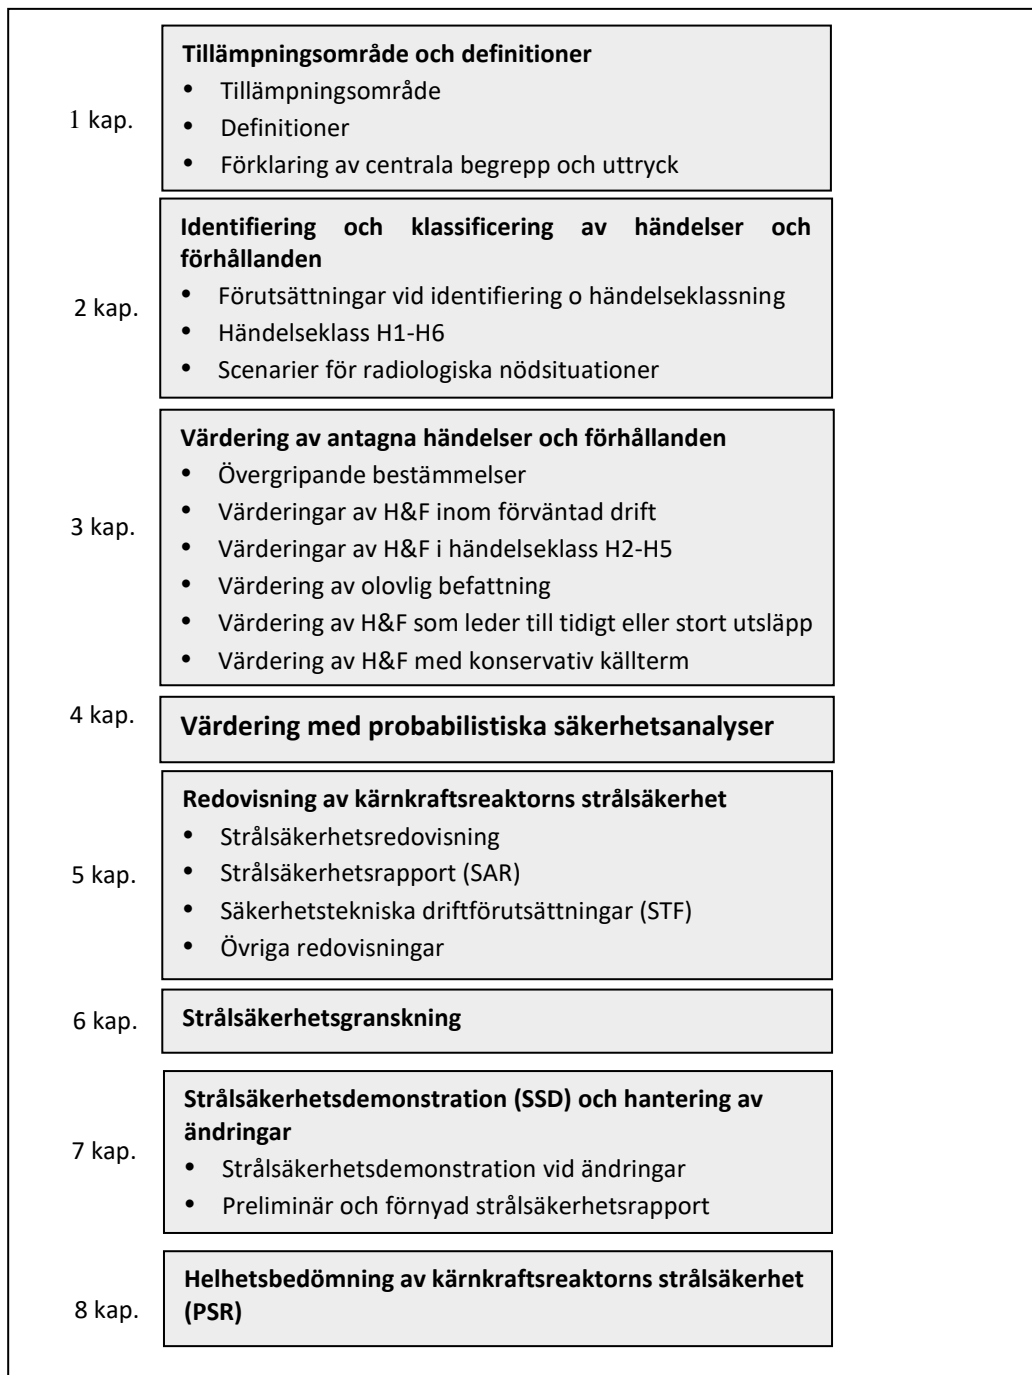 1 kap.
Tillämpningsområde och definitioner
• Tillämpningsområde
• Definitioner
• Förklaring av centrala begrepp och uttryck
2 kap.
Identifiering och klassificering av händelser och
förhållanden
• Förutsättningar vid identifiering o händelseklassning
• Händelseklass H1-H6
• Scenarier för radiologiska nödsituationer
3 kap.
Värdering av antagna händelser och förhållanden
• Övergripande bestämmelser
• Värderingar av H&F inom förväntad drift
• Värderingar av H&F i händelseklass H2-H5
• Värdering av olovlig befattning
• Värdering av H&F som leder till tidigt eller stort utsläpp
• Värdering av H&F med konservativ källterm
4 kap.
Värdering med probabilistiska säkerhetsanalyser
5 kap.
Redovisning av kärnkraftsreaktorns strålsäkerhet
• Strålsäkerhetsredovisning
• Strålsäkerhetsrapport (SAR)
• Säkerhetstekniska driftförutsättningar (STF)
• Övriga redovisningar
6 kap.
Strålsäkerhetsgranskning
7 kap.
Strålsäkerhetsdemonstration (SSD) och hantering av
ändringar
• Strålsäkerhetsdemonstration vid ändringar
• Preliminär och förnyad strålsäkerhetsrapport
8 kap.
Helhetsbedömning av kärnkraftsreaktorns strålsäkerhet
(PSR)